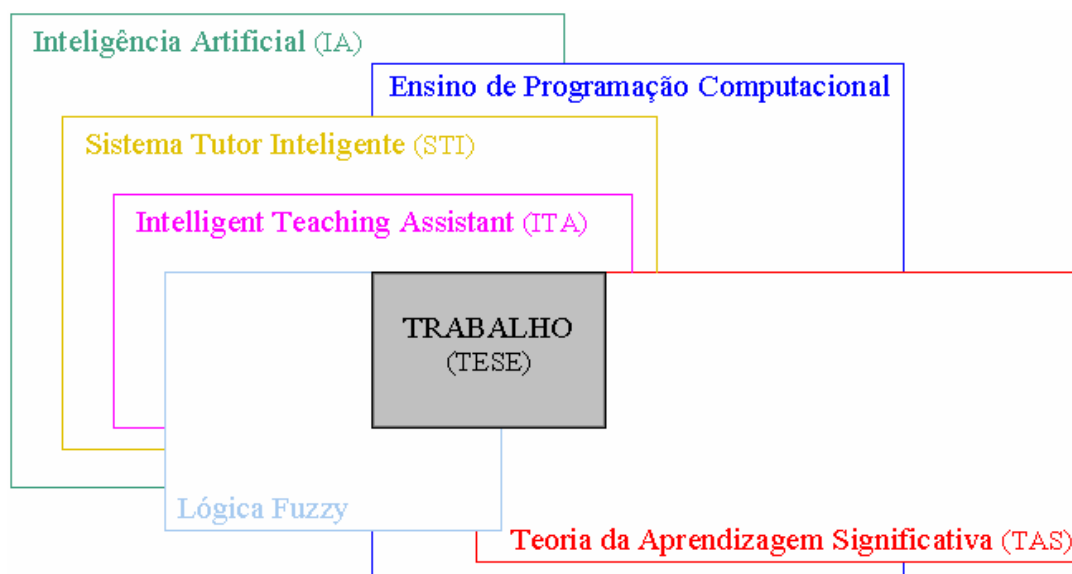 Inteligência Artificial (IA)
Ensino de Programação Computacional
Sistema Tutor Inteligente (STI)
Intelligent Teaching Assistant (ITA)
TRABALHO
(TESE)
Lógica Fuzzy
Teoria da Aprendizagem Significativa (TAS)